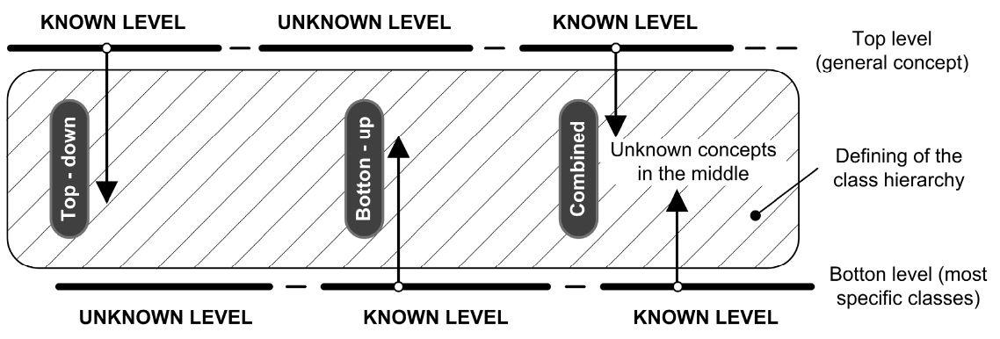 KNOWN LEVEL
UNKNOWN LEVEL
KNOWN LEVEL
Top level
(general concept)
Top - down
Botton - up
Combined
Unknown concepts
in the middle
Defining of the
class hierarchy
Botton level (most
specific classes)
UNKNOWN LEVEL
KNOWN LEVEL
KNOWN LEVEL